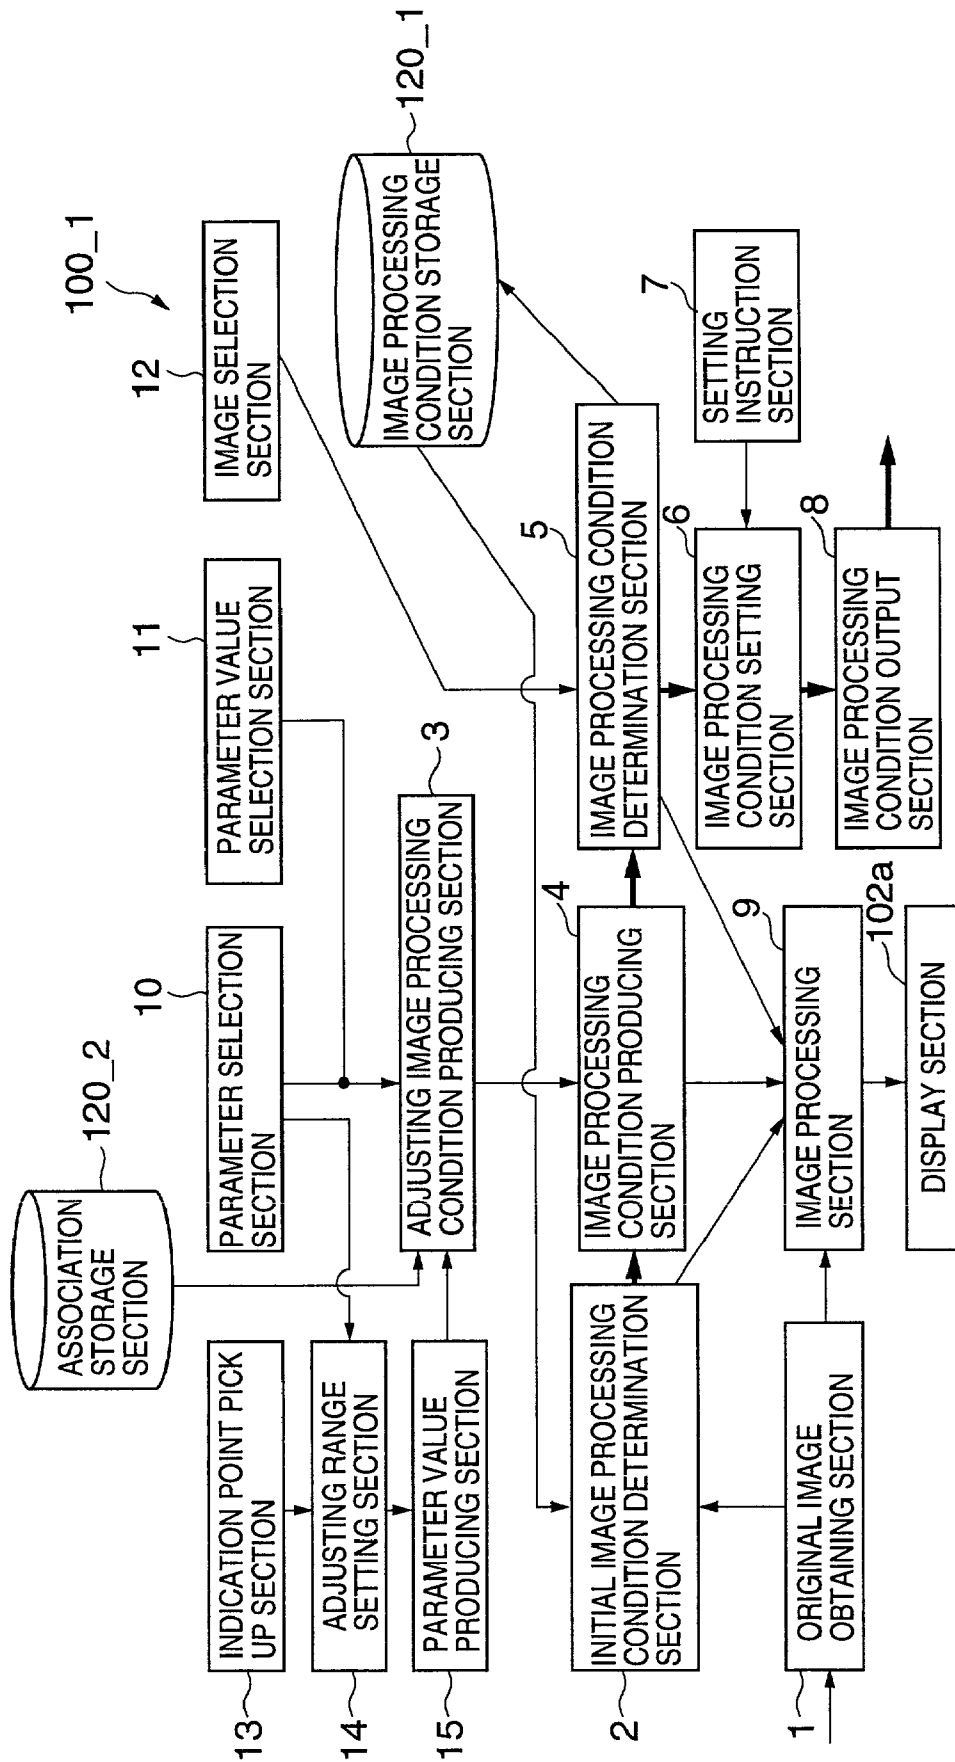 100_1
120_2
ASSOCIATION
STORAGE
SECTION
10
PARAMETER SELECTION
SECTION
11
PARAMETER VALUE
SELECTION SECTION
12
IMAGE SELECTION
SECTION
120_1
IMAGE PROCESSING
CONDITION STORAGE
SECTION
13
INDICATION POINT PICK
UP SECTION
14
ADJUSTING RANGE
SETTING SECTION
15
PARAMETER VALUE
PRODUCING SECTION
3
ADJUSTING IMAGE PROCESSING
CONDITION PRODUCING SECTION
2
INITIAL IMAGE PROCESSING
CONDITION DETERMINATION
SECTION
4
IMAGE PROCESSING
CONDITION PRODUCING
SECTION
5
IMAGE PROCESSING CONDITION
DETERMINATION SECTION
6
IMAGE PROCESSING
CONDITION SETTING
SECTION
7
SETTING
INSTRUCTION
SECTION
8
IMAGE PROCESSING
CONDITION OUTPUT
SECTION
1
ORIGINAL IMAGE
OBTAINING SECTION
9
IMAGE PROCESSING
SECTION
102a
DISPLAY SECTION